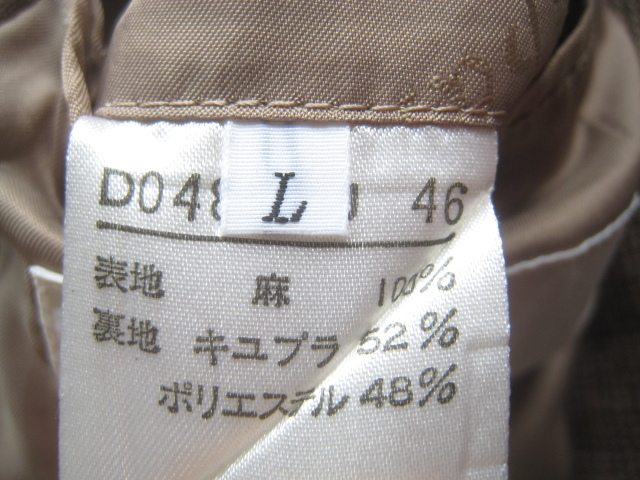 D048 L 46
表地 麻 100%
裏地 キュプラ 52%
ポリエステル 48%